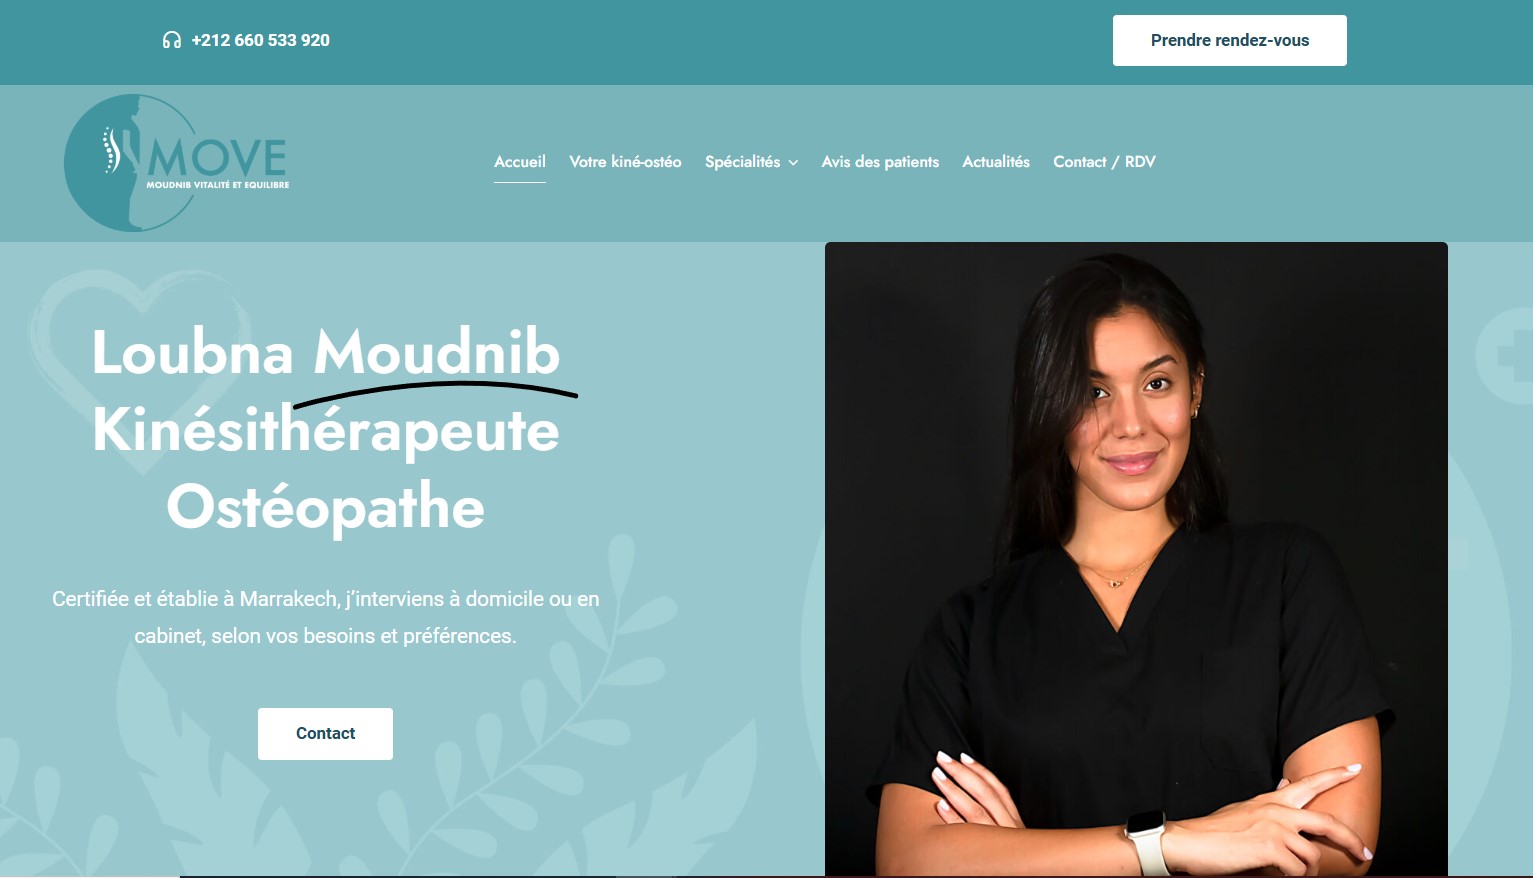 +212 660 533 920
Prendre rendez-vous
MOVE
MOUDNIB VITALITÉ ET EQUILIBRE
Accueil
Votre kiné-ostéo
Spécialités
Avis des patients
Actualités
Contact / RDV
Loubna Moudnib
Kinésithérapeute
Ostéopathe
Certifiée et établie à Marrakech, j’interviens à domicile ou en
cabinet, selon vos besoins et préférences.
Contact